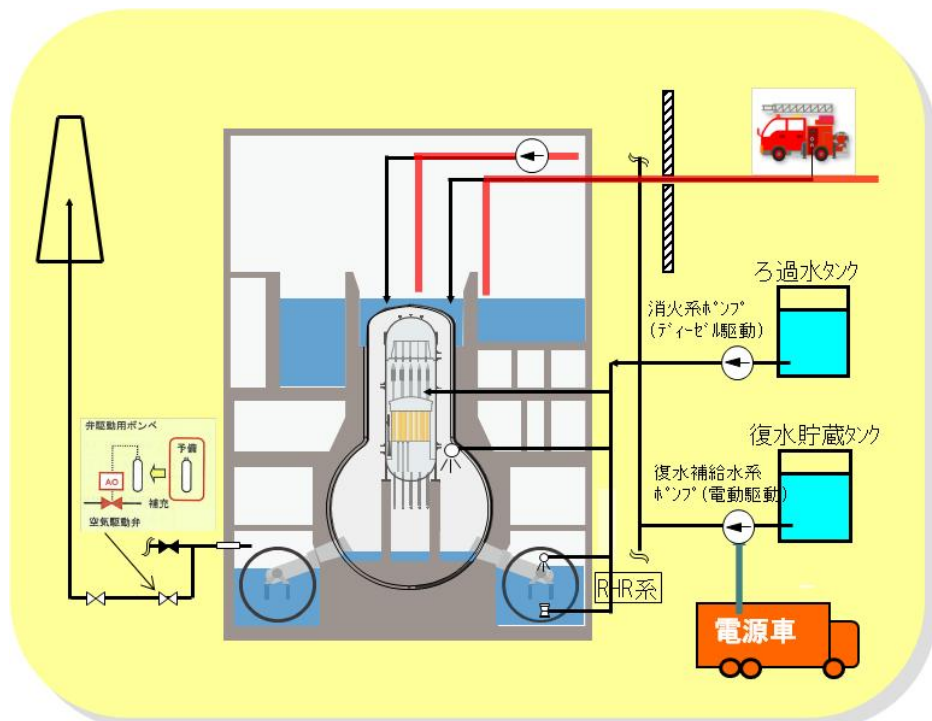 ろ過水ﾀﾝｸ
消火系ﾎﾟﾝﾌﾟ
(ﾃﾞｨｰｾﾞﾙ駆動)
復水貯蔵ﾀﾝｸ
復水補給水系
ﾎﾟﾝﾌﾟ(電動駆動)
弁駆動用ボンベ
予備
AO
補充
空気駆動弁
RHR系
電源車